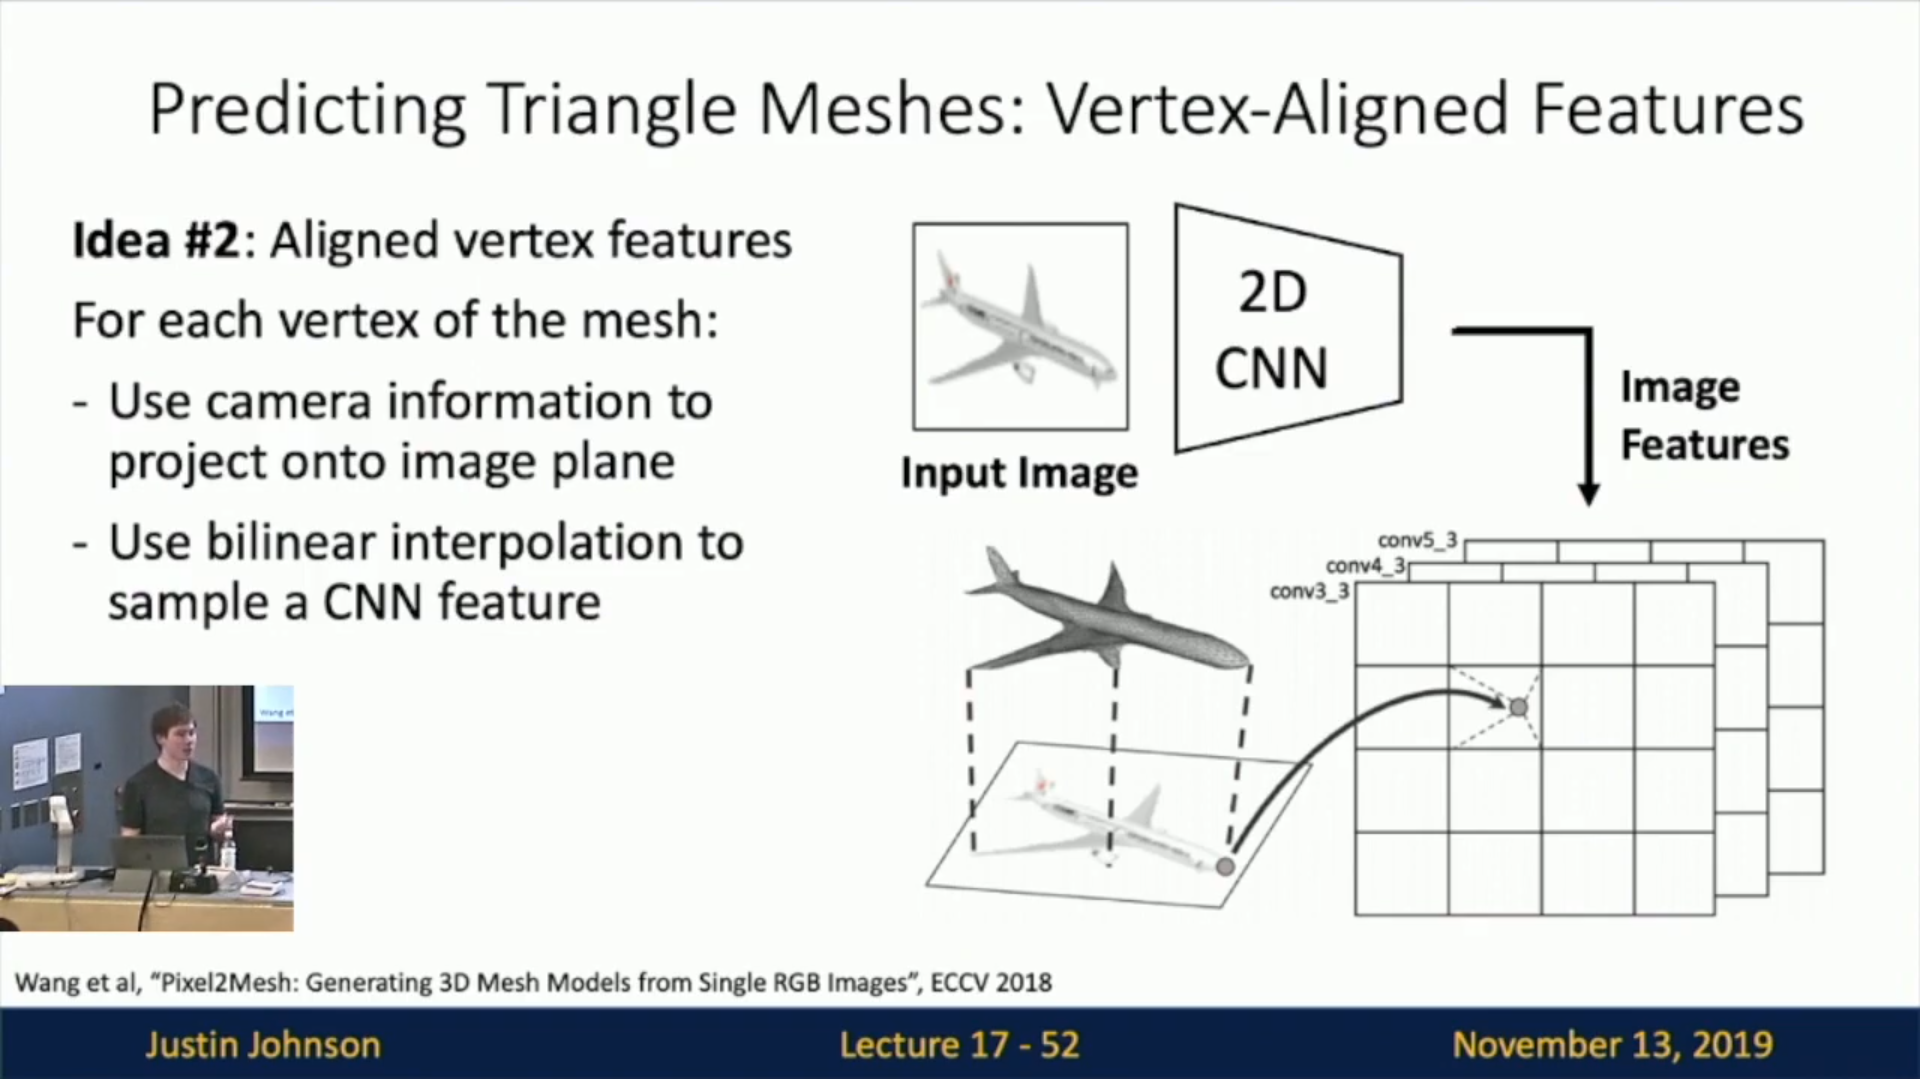 Predicting Triangle Meshes: Vertex-Aligned Features
Idea #2: Aligned vertex features
For each vertex of the mesh:
- Use camera information to
project onto image plane
- Use bilinear interpolation to
sample a CNN feature
2D
CNN
Image
Features
Input Image
conv5_3
conv4_3
conv3_3
Wang et
Wang et al, “Pixel2Mesh: Generating 3D Mesh Models from Single RGB Images”, ECCV 2018
Justin Johnson
Lecture 17 - 52
November 13, 2019